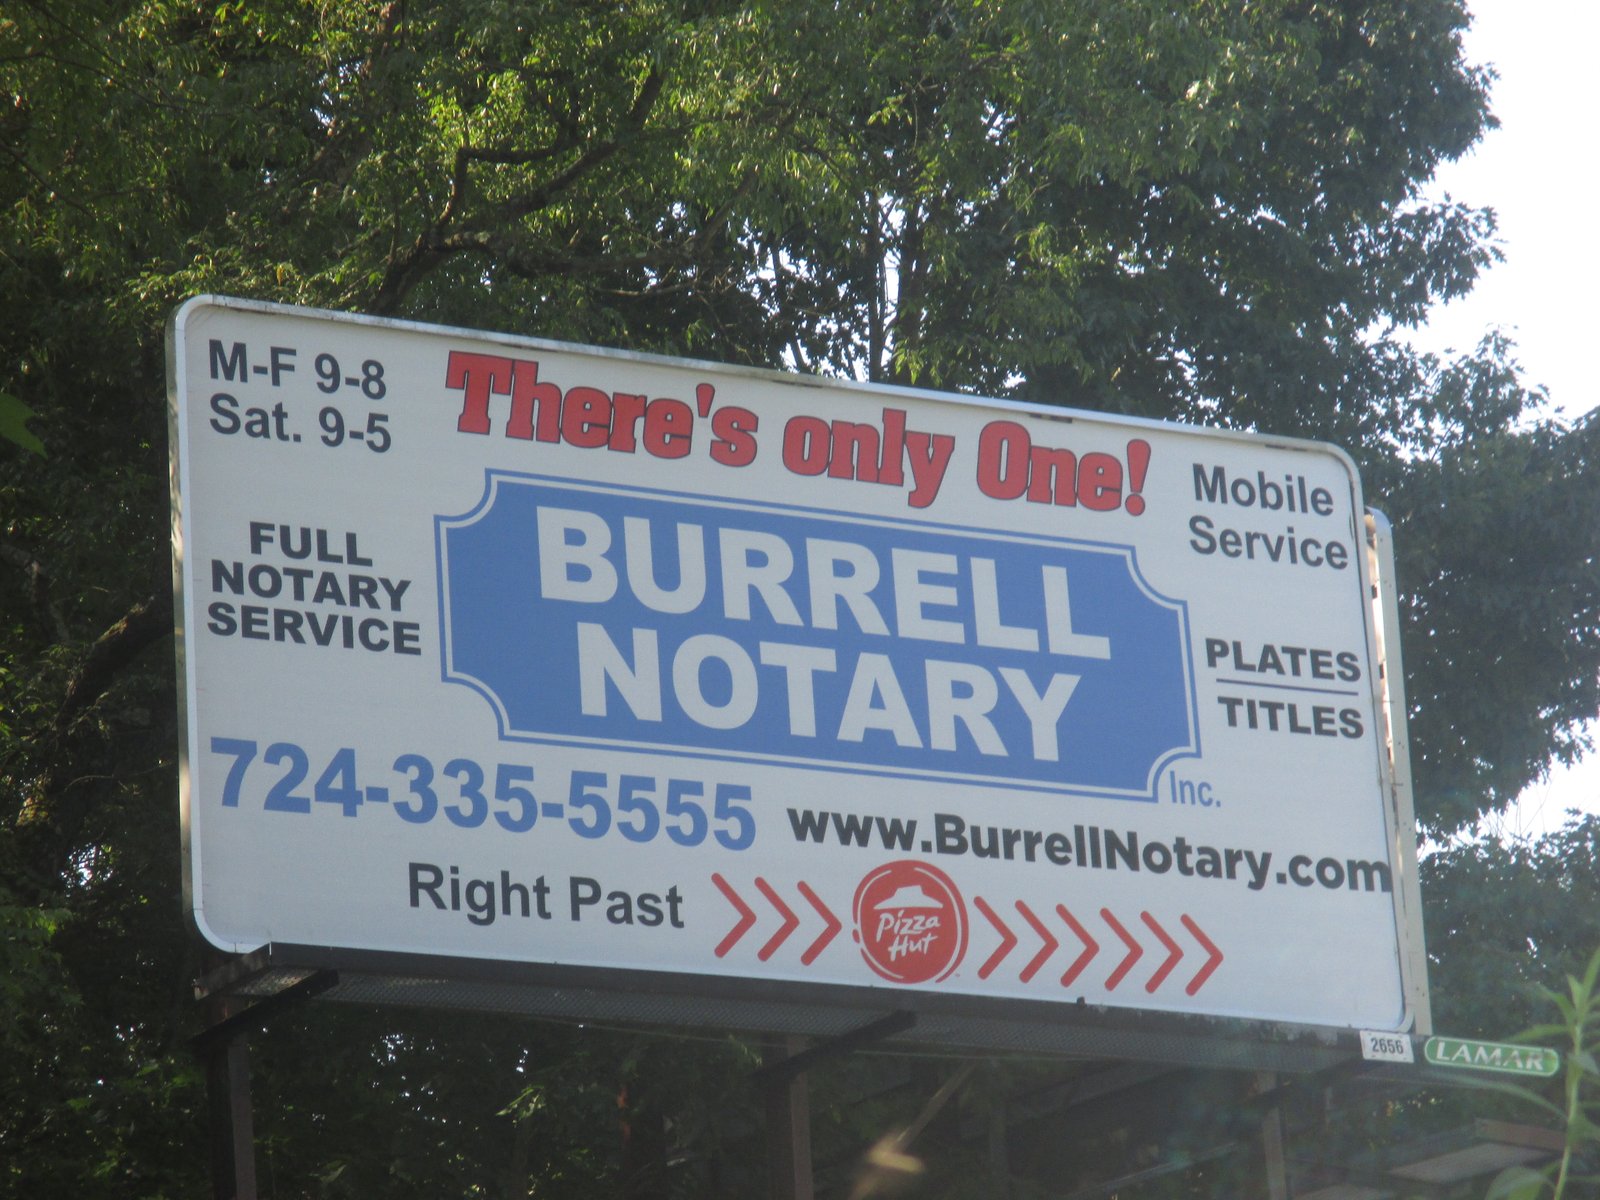 M-F 9-8
Sat. 9-5
There's only One!
Mobile
Service
FULL
NOTARY
SERVICE
BURRELL
NOTARY
Inc.
PLATES
TITLES
724-335-5555
www.BurrellNotary.com
Right Past
Pizza
Hut
2656
LAMAR